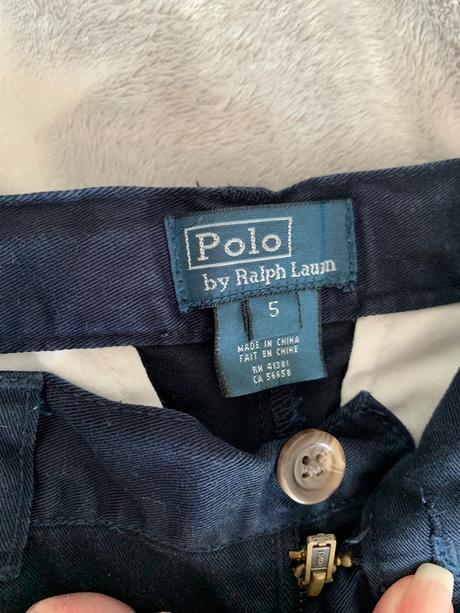 Polo
by Ralph Lauren
5
MADE IN CHINA
FAIT EN CHINE
RN 41381
CA 56658